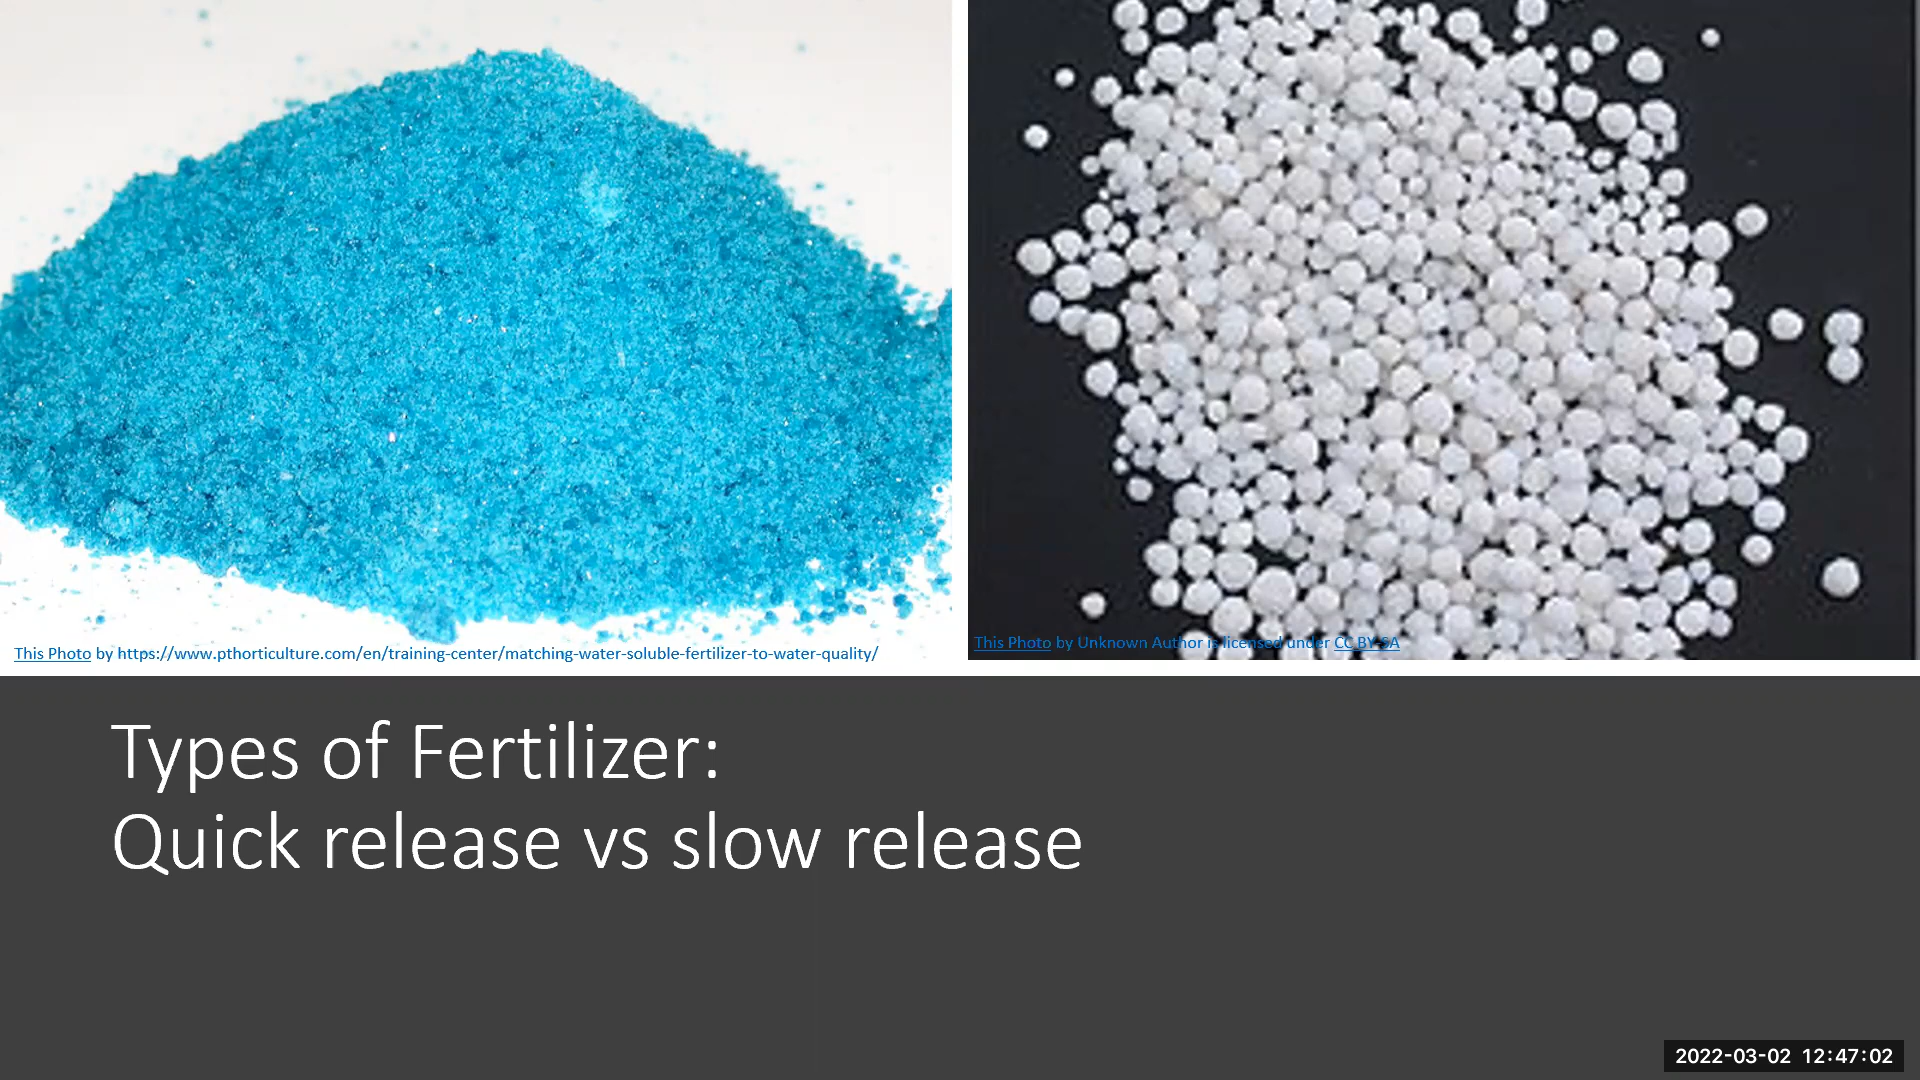 This Photo by https://www.pthorticulture.com/en/training-center/matching-water-soluble-fertilizer-to-water-quality/
This Photo by Unknown Author is licensed under CC BY-SA
Types of Fertilizer:
Quick release vs slow release
2022-03-02 12:47:02